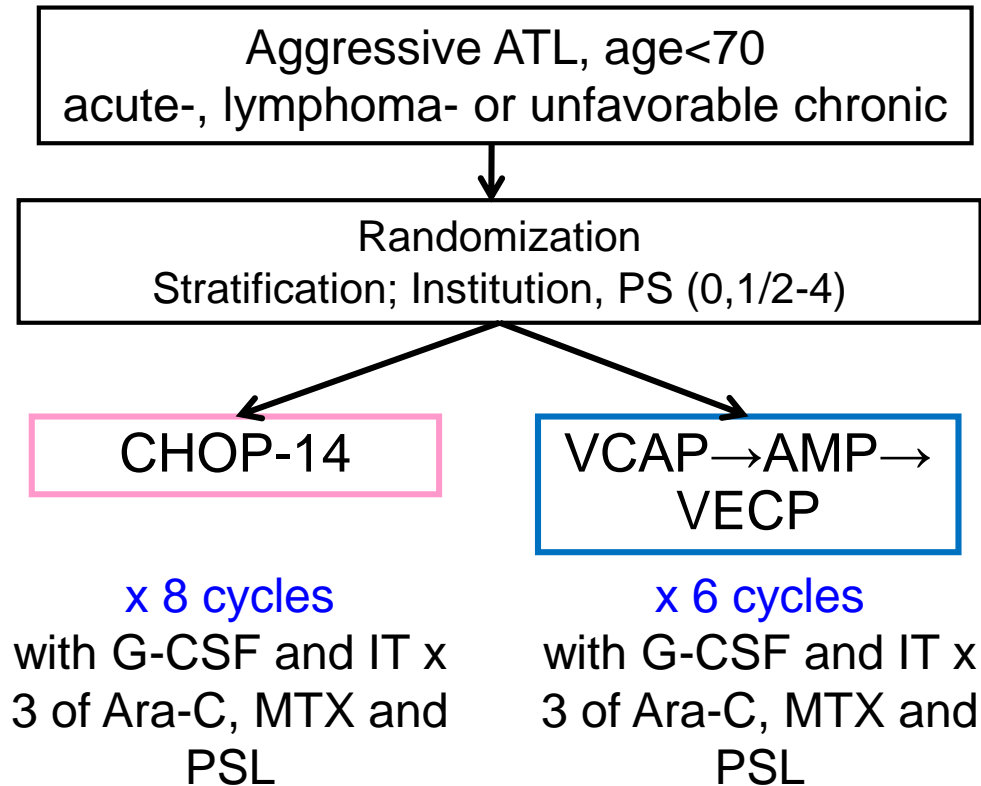 Aggressive ATL, age<70
acute-, lymphoma- or unfavorable chronic
Randomization
Stratification; Institution, PS (0,1/2-4)
CHOP-14
x 8 cycles
with G-CSF and IT x
3 of Ara-C, MTX and
PSL
VCAP→AMP→
VECP
x 6 cycles
with G-CSF and IT x
3 of Ara-C, MTX and
PSL